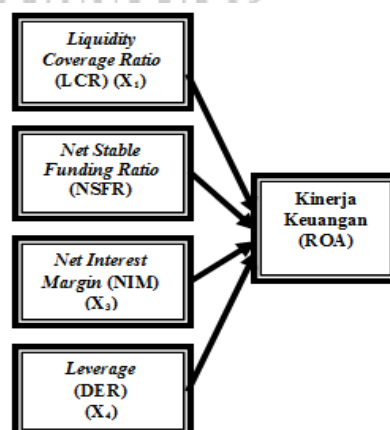 Liquidity
Coverage Ratio
(LCR) (X₁)
Net Stable
Funding Ratio
(NSFR)
Net Interest
Margin (NIM)
(X₃)
Leverage
(DER)
(X₄)
Kinerja
Keuangan
(ROA)